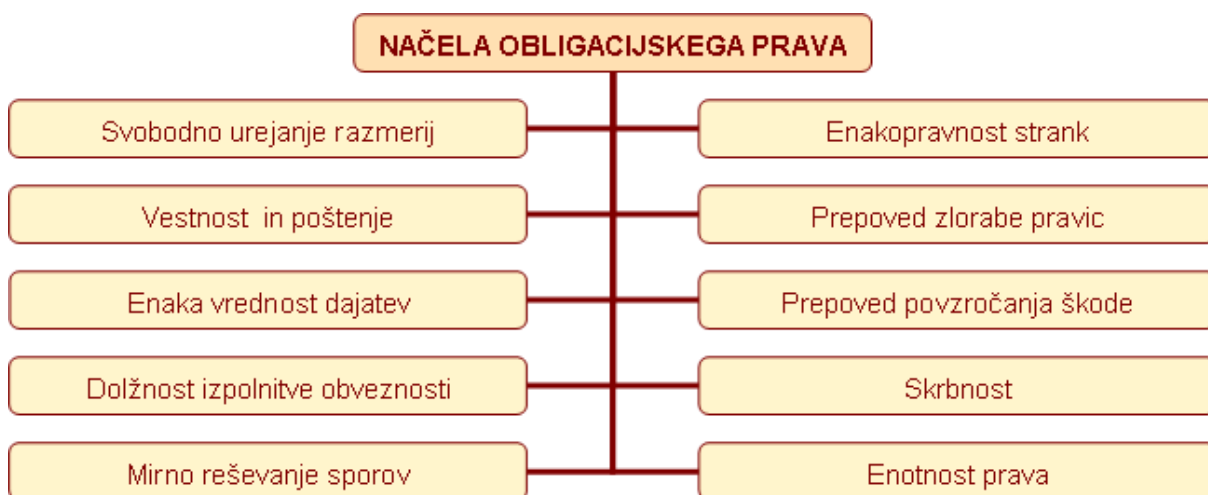 NAČELA OBLIGACIJSKEGA PRAVA
Svobodno urejanje razmerij
Enakopravnost strank
Vestnost in poštenje
Prepoved zlorabe pravic
Enaka vrednost dajatev
Prepoved povzročanja škode
Dolžnost izpolnitve obveznosti
Skrbnost
Mirno reševanje sporov
Enotnost prava